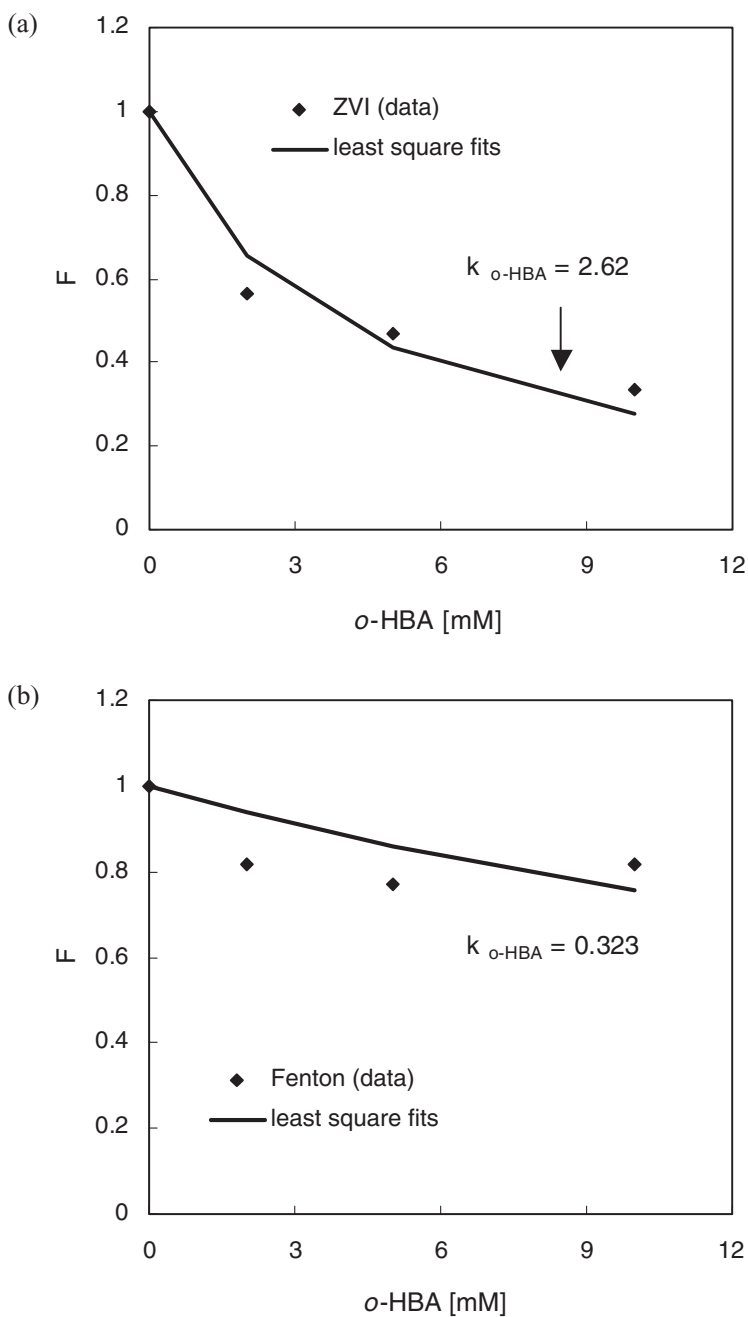 (a)
1.2
1
0.8
0.6
0.4
0.2
0
F
ZVI (data)
least square fits
k o-HBA = 2.62
0 3 6 9 12
o-HBA [mM]
(b)
1.2
1
0.8
0.6
0.4
0.2
0
F
k o-HBA = 0.323
Fenton (data)
least square fits
0 3 6 9 12
o-HBA [mM]